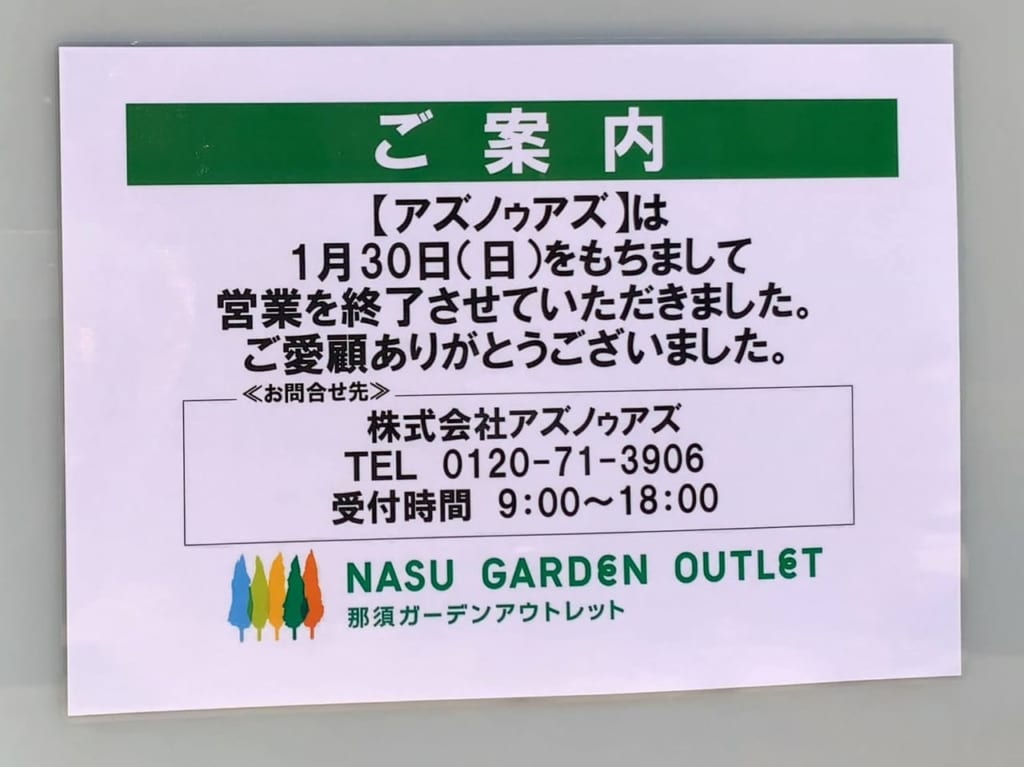 ご案内
【アズノゥアズ】は
1月30日(日)をもちまして
営業を終了させていただきました。
ご愛顧ありがとうございました。
≪お問合せ先≫
株式会社アズノゥアズ
TEL 0120-71-3906
受付時間 9:00〜18:00
NASU GARDeN OUTLeT
那須ガーデンアウトレット